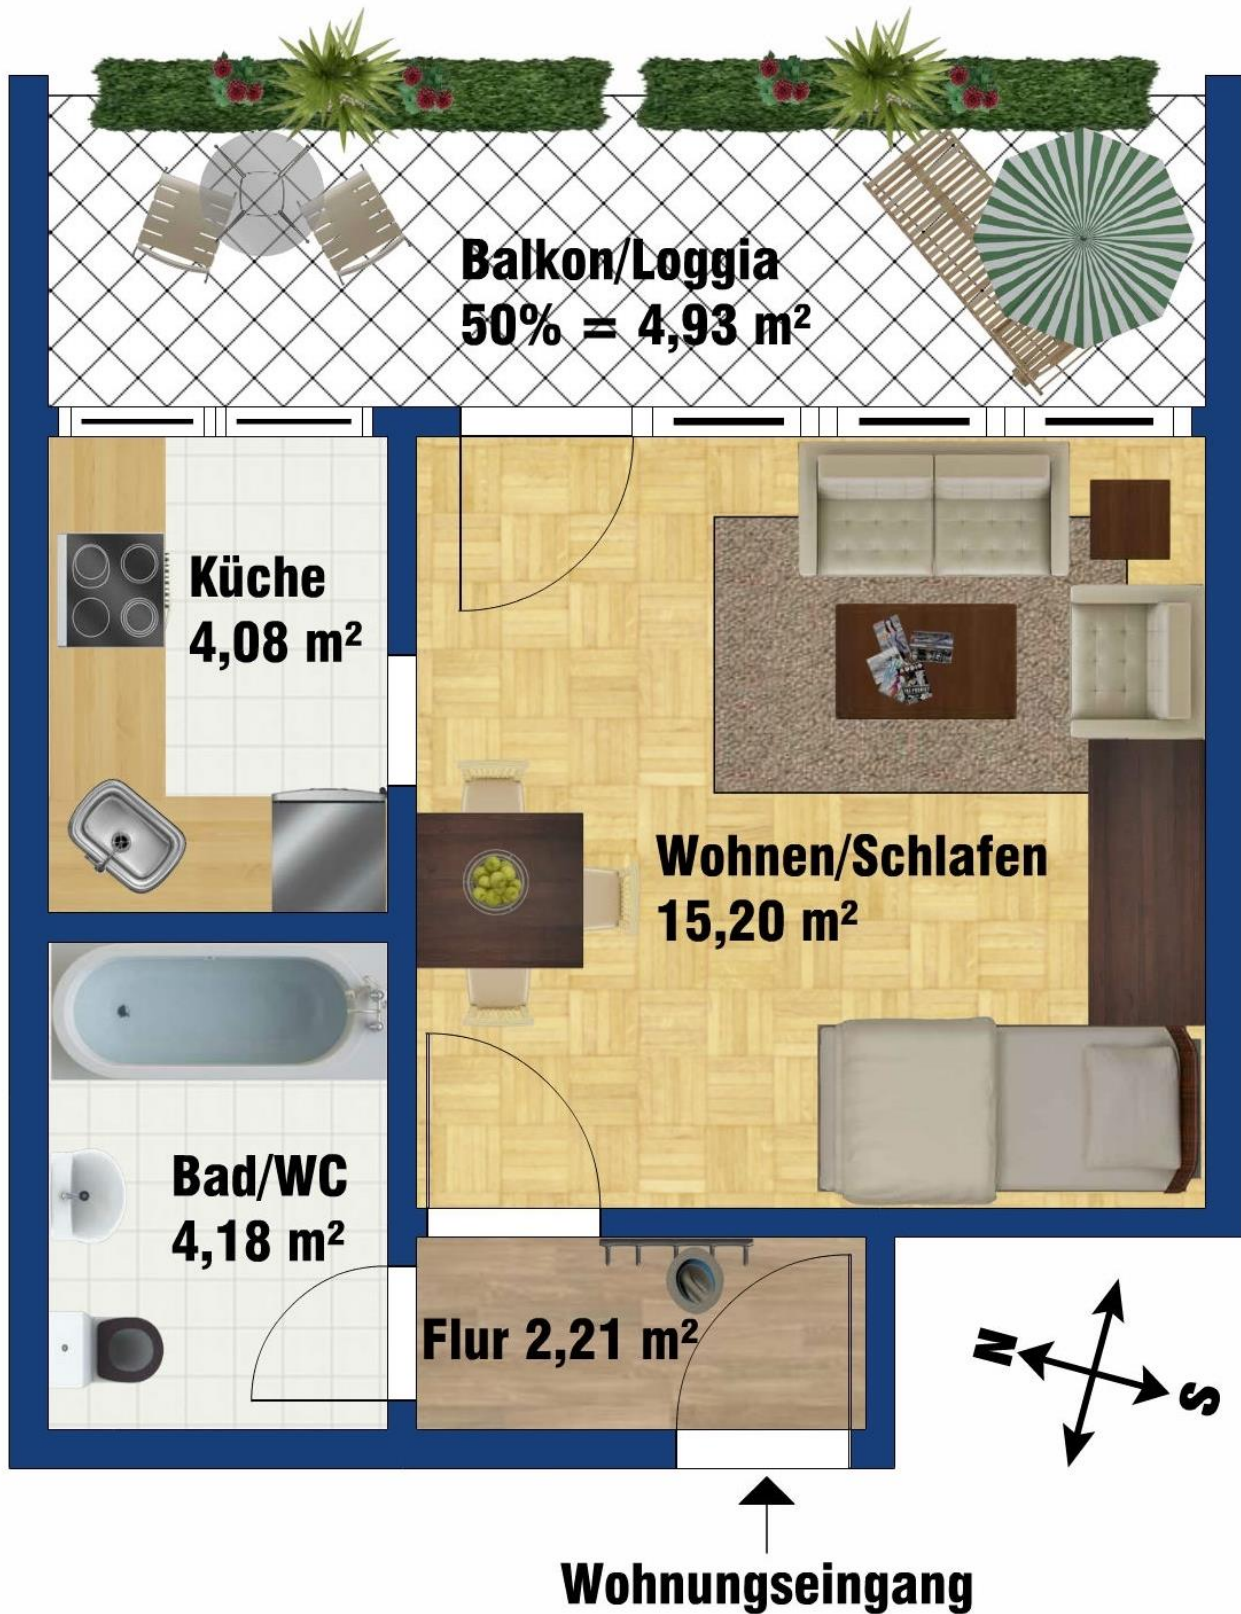 Balkon/Loggia
50% = 4,93 m²
Küche
4,08 m²
Wohnen/Schlafen
15,20 m²
Bad/WC
4,18 m²
Flur 2,21 m²
N
S
Wohnungseingang